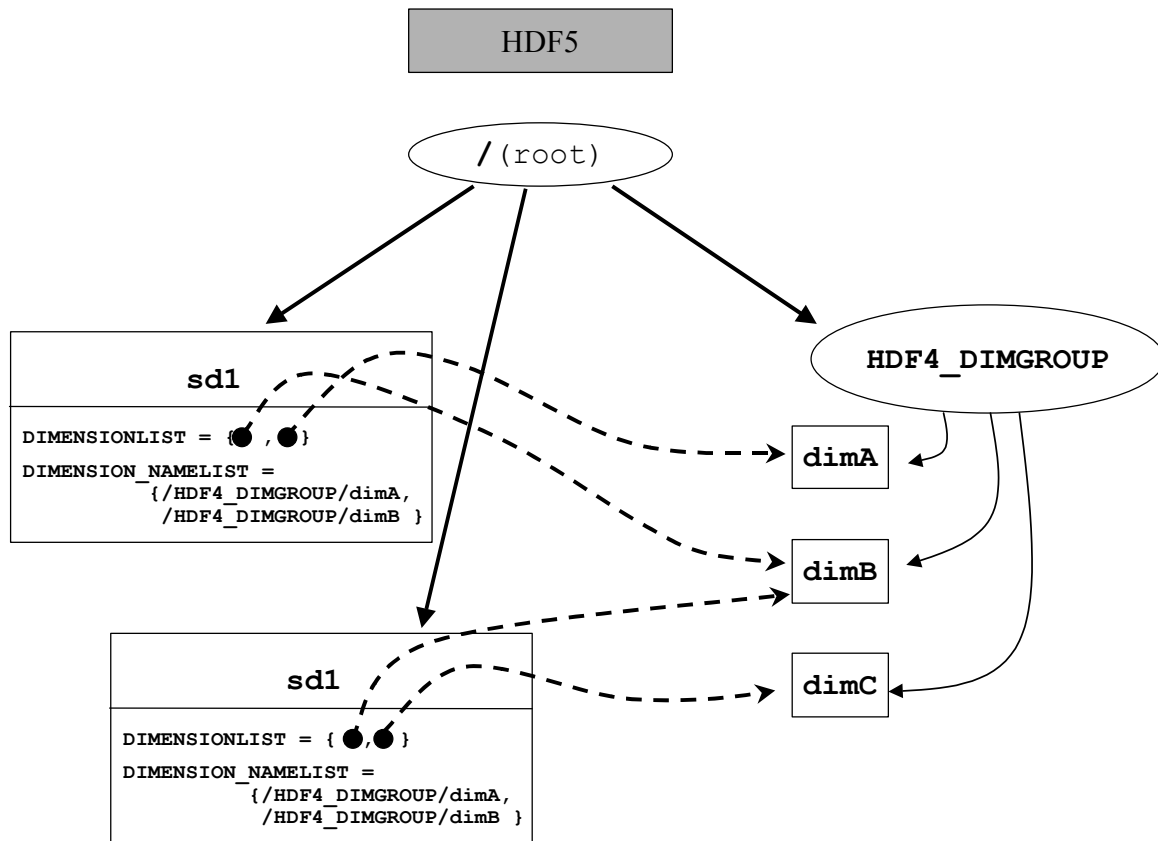 HDF5
/(root)
HDF4_DIMGROUP
sd1
DIMENSIONLIST = { , }
DIMENSION_NAMELIST =
{/HDF4_DIMGROUP/dimA,
/HDF4_DIMGROUP/dimB }
dimA
dimB
dimC
sd1
DIMENSIONLIST = { , }
DIMENSION_NAMELIST =
{/HDF4_DIMGROUP/dimA,
/HDF4_DIMGROUP/dimB }